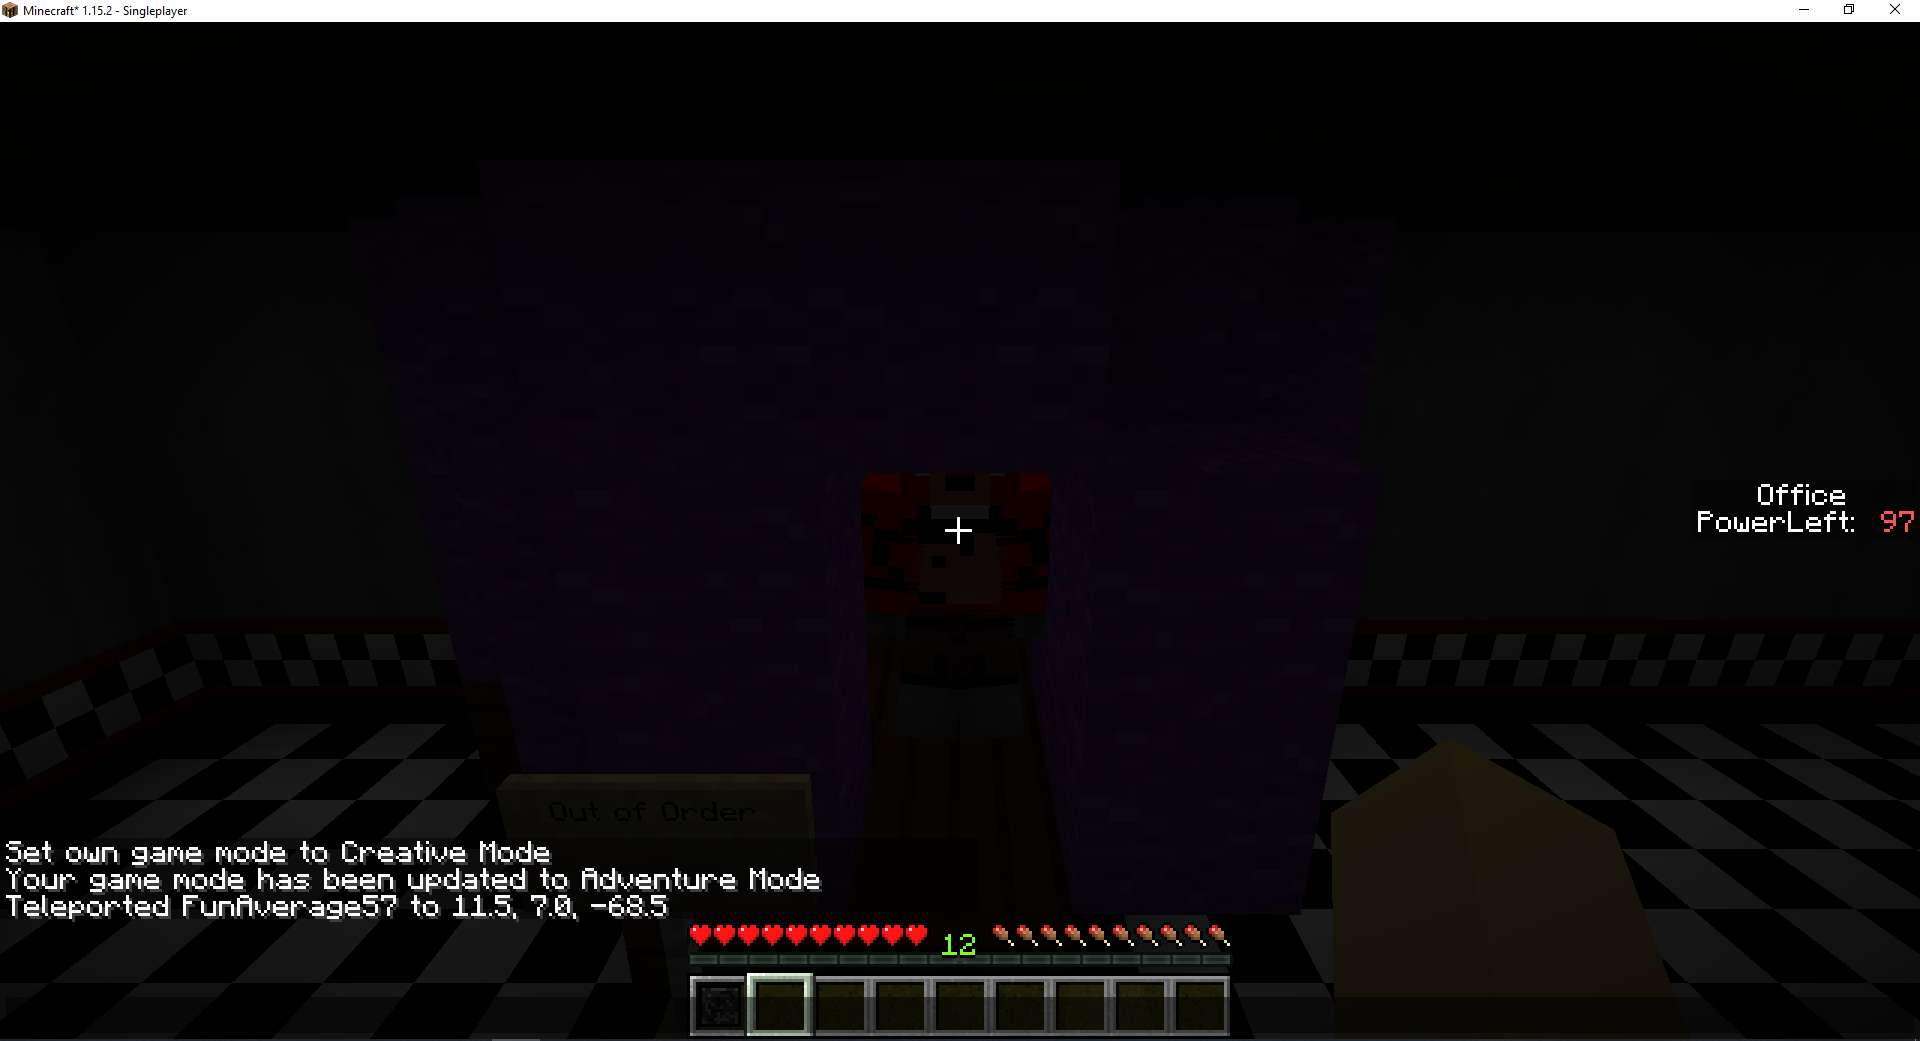 Minecraft* 1.15.2 - Singleplayer
Office
PowerLeft: 97
Out of Order
Set own game mode to Creative Mode
Your game mode has been updated to Adventure Mode
Teleported FunAverage57 to 11.5, 7.0, -68.5
12